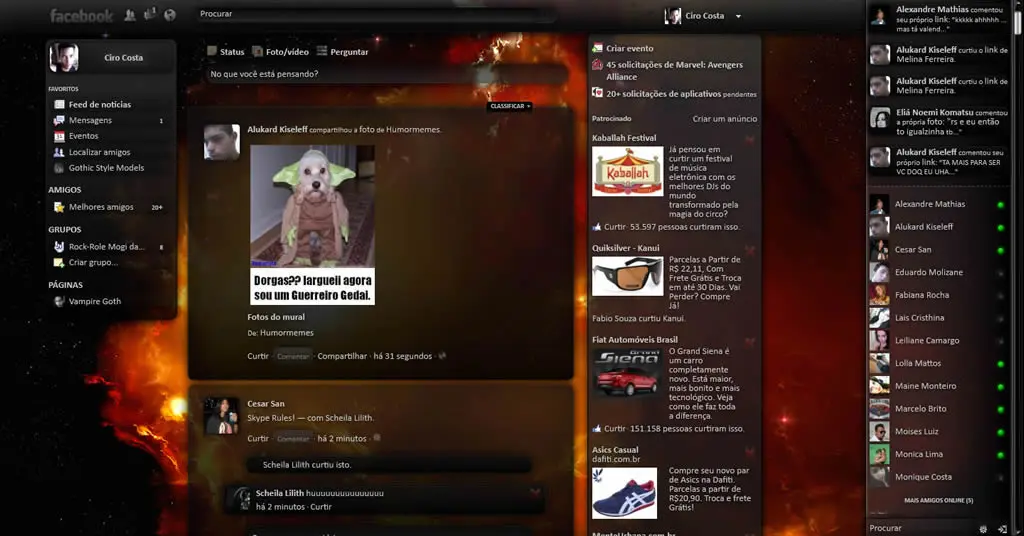 facebook
Procurar
Ciro Costa
Ciro Costa
FAVORITOS
Feed de notícias
Mensagens 1
Eventos
Localizar amigos
Gothic Style Models
AMIGOS
Melhores amigos 20+
GRUPOS
Rock-Role Mogi da... 8
Criar grupo...
PÁGINAS
Vampire Goth
Status Foto/vídeo Perguntar
No que você está pensando?
CLASSIFICAR
Alukard Kiseleff compartilhou a foto de Humormemes.
Dorgas?? larguei agora
sou um Guerreiro Gedai.
Fotos do mural
De: Humormemes
Curtir · Comentar · Compartilhar · há 31 segundos ·
Cesar San
Skype Rules! — com Scheila Lilith.
Curtir · Comentar · há 2 minutos ·
Scheila Lilith curtiu isto.
Scheila Lilith huuuuuuuuuuuuuuu
há 2 minutos · Curtir
Criar evento
45 solicitações de Marvel: Avengers
Alliance
20+ solicitações de aplicativos pendentes
Patrocinado Criar um anúncio
Kaballah Festival
Kaballah
Já pensou em
curtir um festival
de música
eletrônica com os
melhores DJs do
mundo
transformado pela
magia do circo?
Curtir · 53.597 pessoas curtiram isso.
Quiksilver - Kanui
Parcelas a Partir de
R$ 22,11, Com
Frete Grátis e Troca
em até 30 Dias. Vai
Perder? Compre
Já!
Fabio Souza curtiu Kanui.
Fiat Automóveis Brasil
Grand
Siena
O Grand Siena é
um carro
completamente
novo. Está maior,
mais bonito e mais
tecnológico. Veja
como ele faz toda
a diferença.
Curtir · 151.158 pessoas curtiram isso.
Asics Casual
dafiti.com.br
Compre seu novo par
de Asics na Dafiti.
Parcelas a partir de
R$20,90. Troca e frete
Grátis!
Alexandre Mathias comentou
seu próprio link: "kkkkk ahhhhh ...
mas tá valend..."
Alukard Kiseleff curtiu o link de
Melina Ferreira.
Alukard Kiseleff curtiu o link de
Melina Ferreira.
Eliá Noemi Komatsu comentou
a própria foto: "rs e eu então
to igualzinha tb..."
Alukard Kiseleff comentou seu
próprio link: "TA MAIS PARA SER
VC DOQ EU UHA..."
Alexandre Mathias
Alukard Kiseleff
Cesar San
Eduardo Molizane
Fabiana Rocha
Lais Cristhina
Leiliane Camargo
Lolla Mattos
Maine Monteiro
Marcelo Brito
Moises Luiz
Monica Lima
Monique Costa
MAIS AMIGOS ONLINE (5)
Procurar